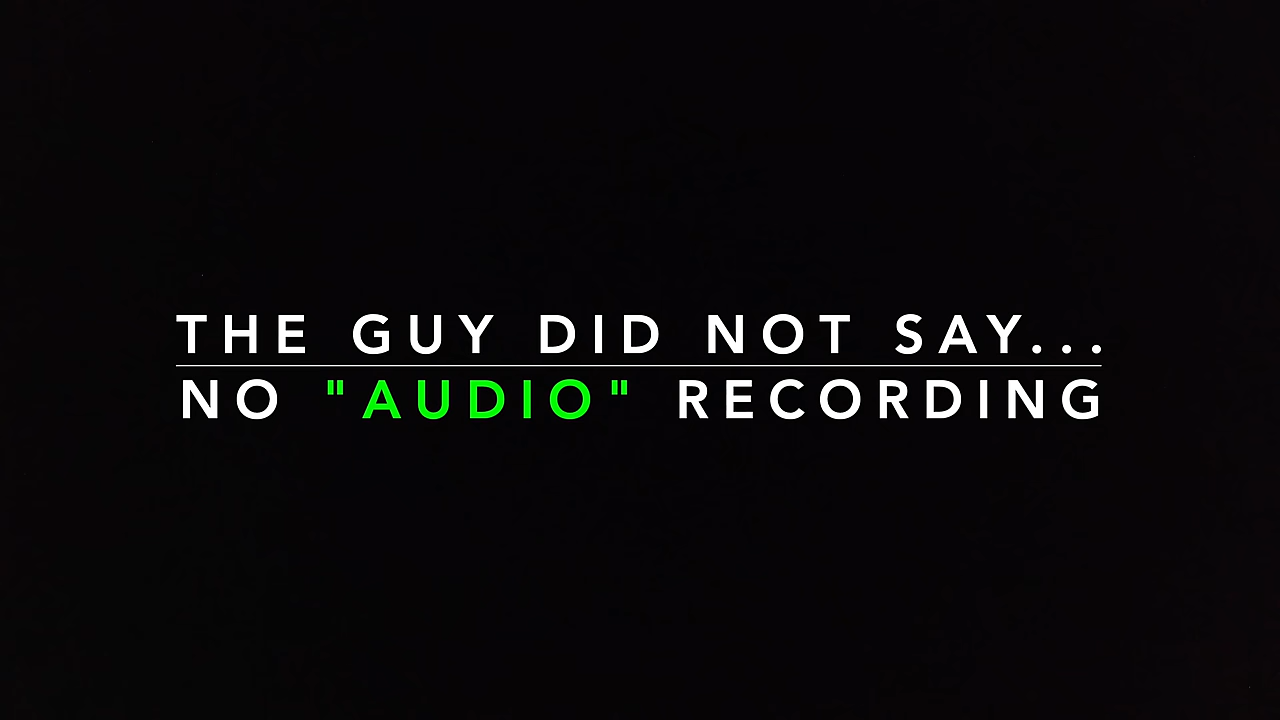 THE GUY DID NOT SAY...
NO "AUDIO" RECORDING